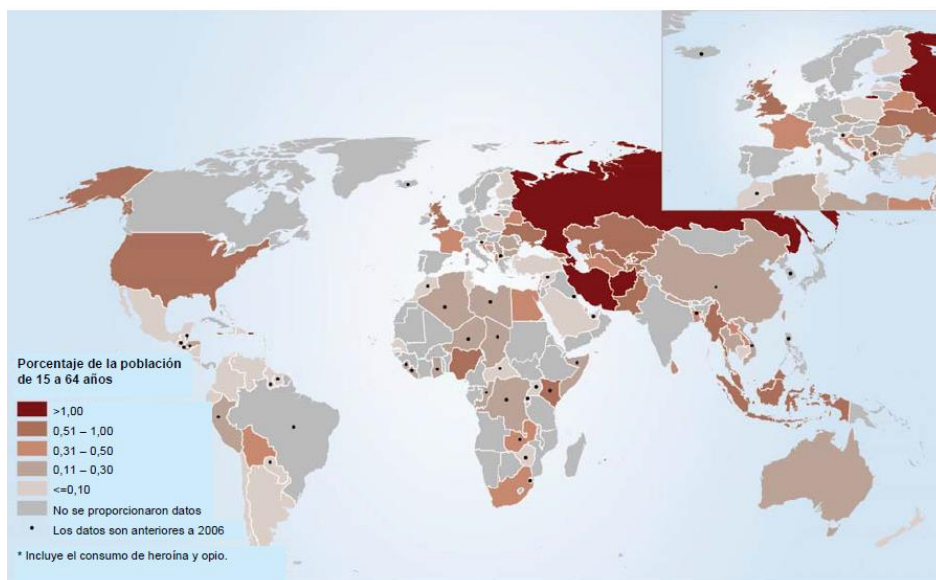 Porcentaje de la población
de 15 a 64 años
>1,00
0,51 – 1,00
0,31 – 0,50
0,11 – 0,30
<=0,10
No se proporcionaron datos
Los datos son anteriores a 2006
* Incluye el consumo de heroína y opio.